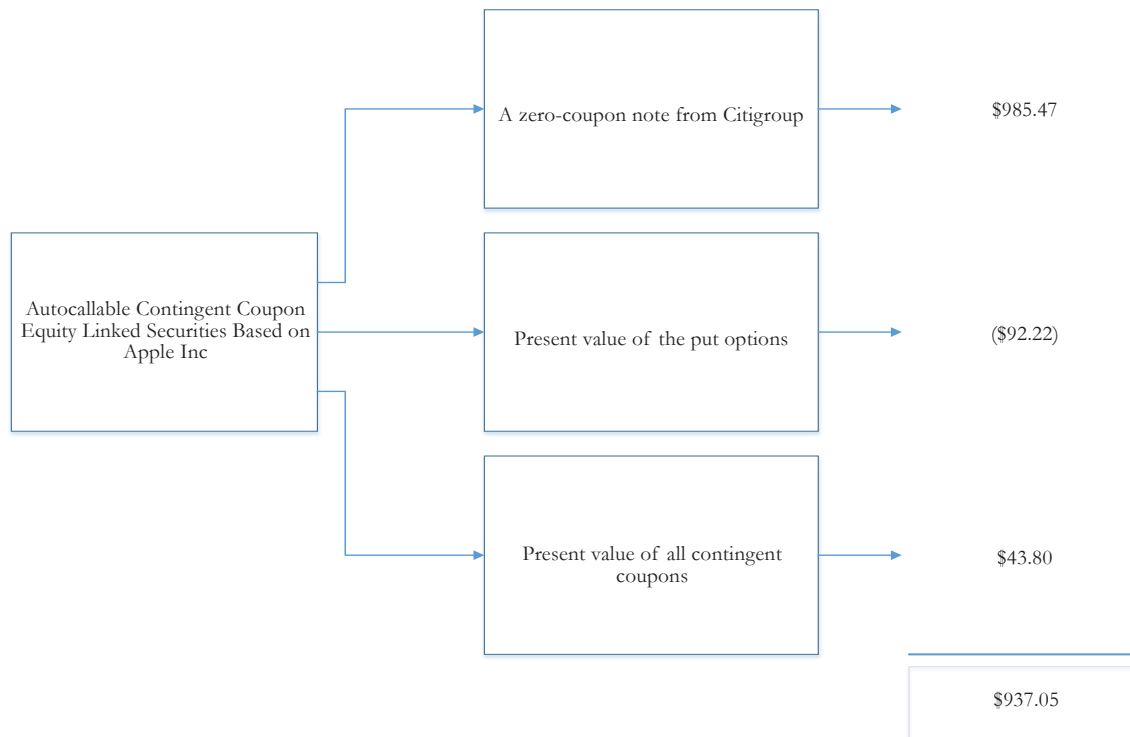 A zero-coupon note from Citigroup
$985.47
Autocallable Contingent Coupon
Equity Linked Securities Based on
Apple Inc
Present value of the put options
($92.22)
Present value of all contingent
coupons
$43.80
$937.05